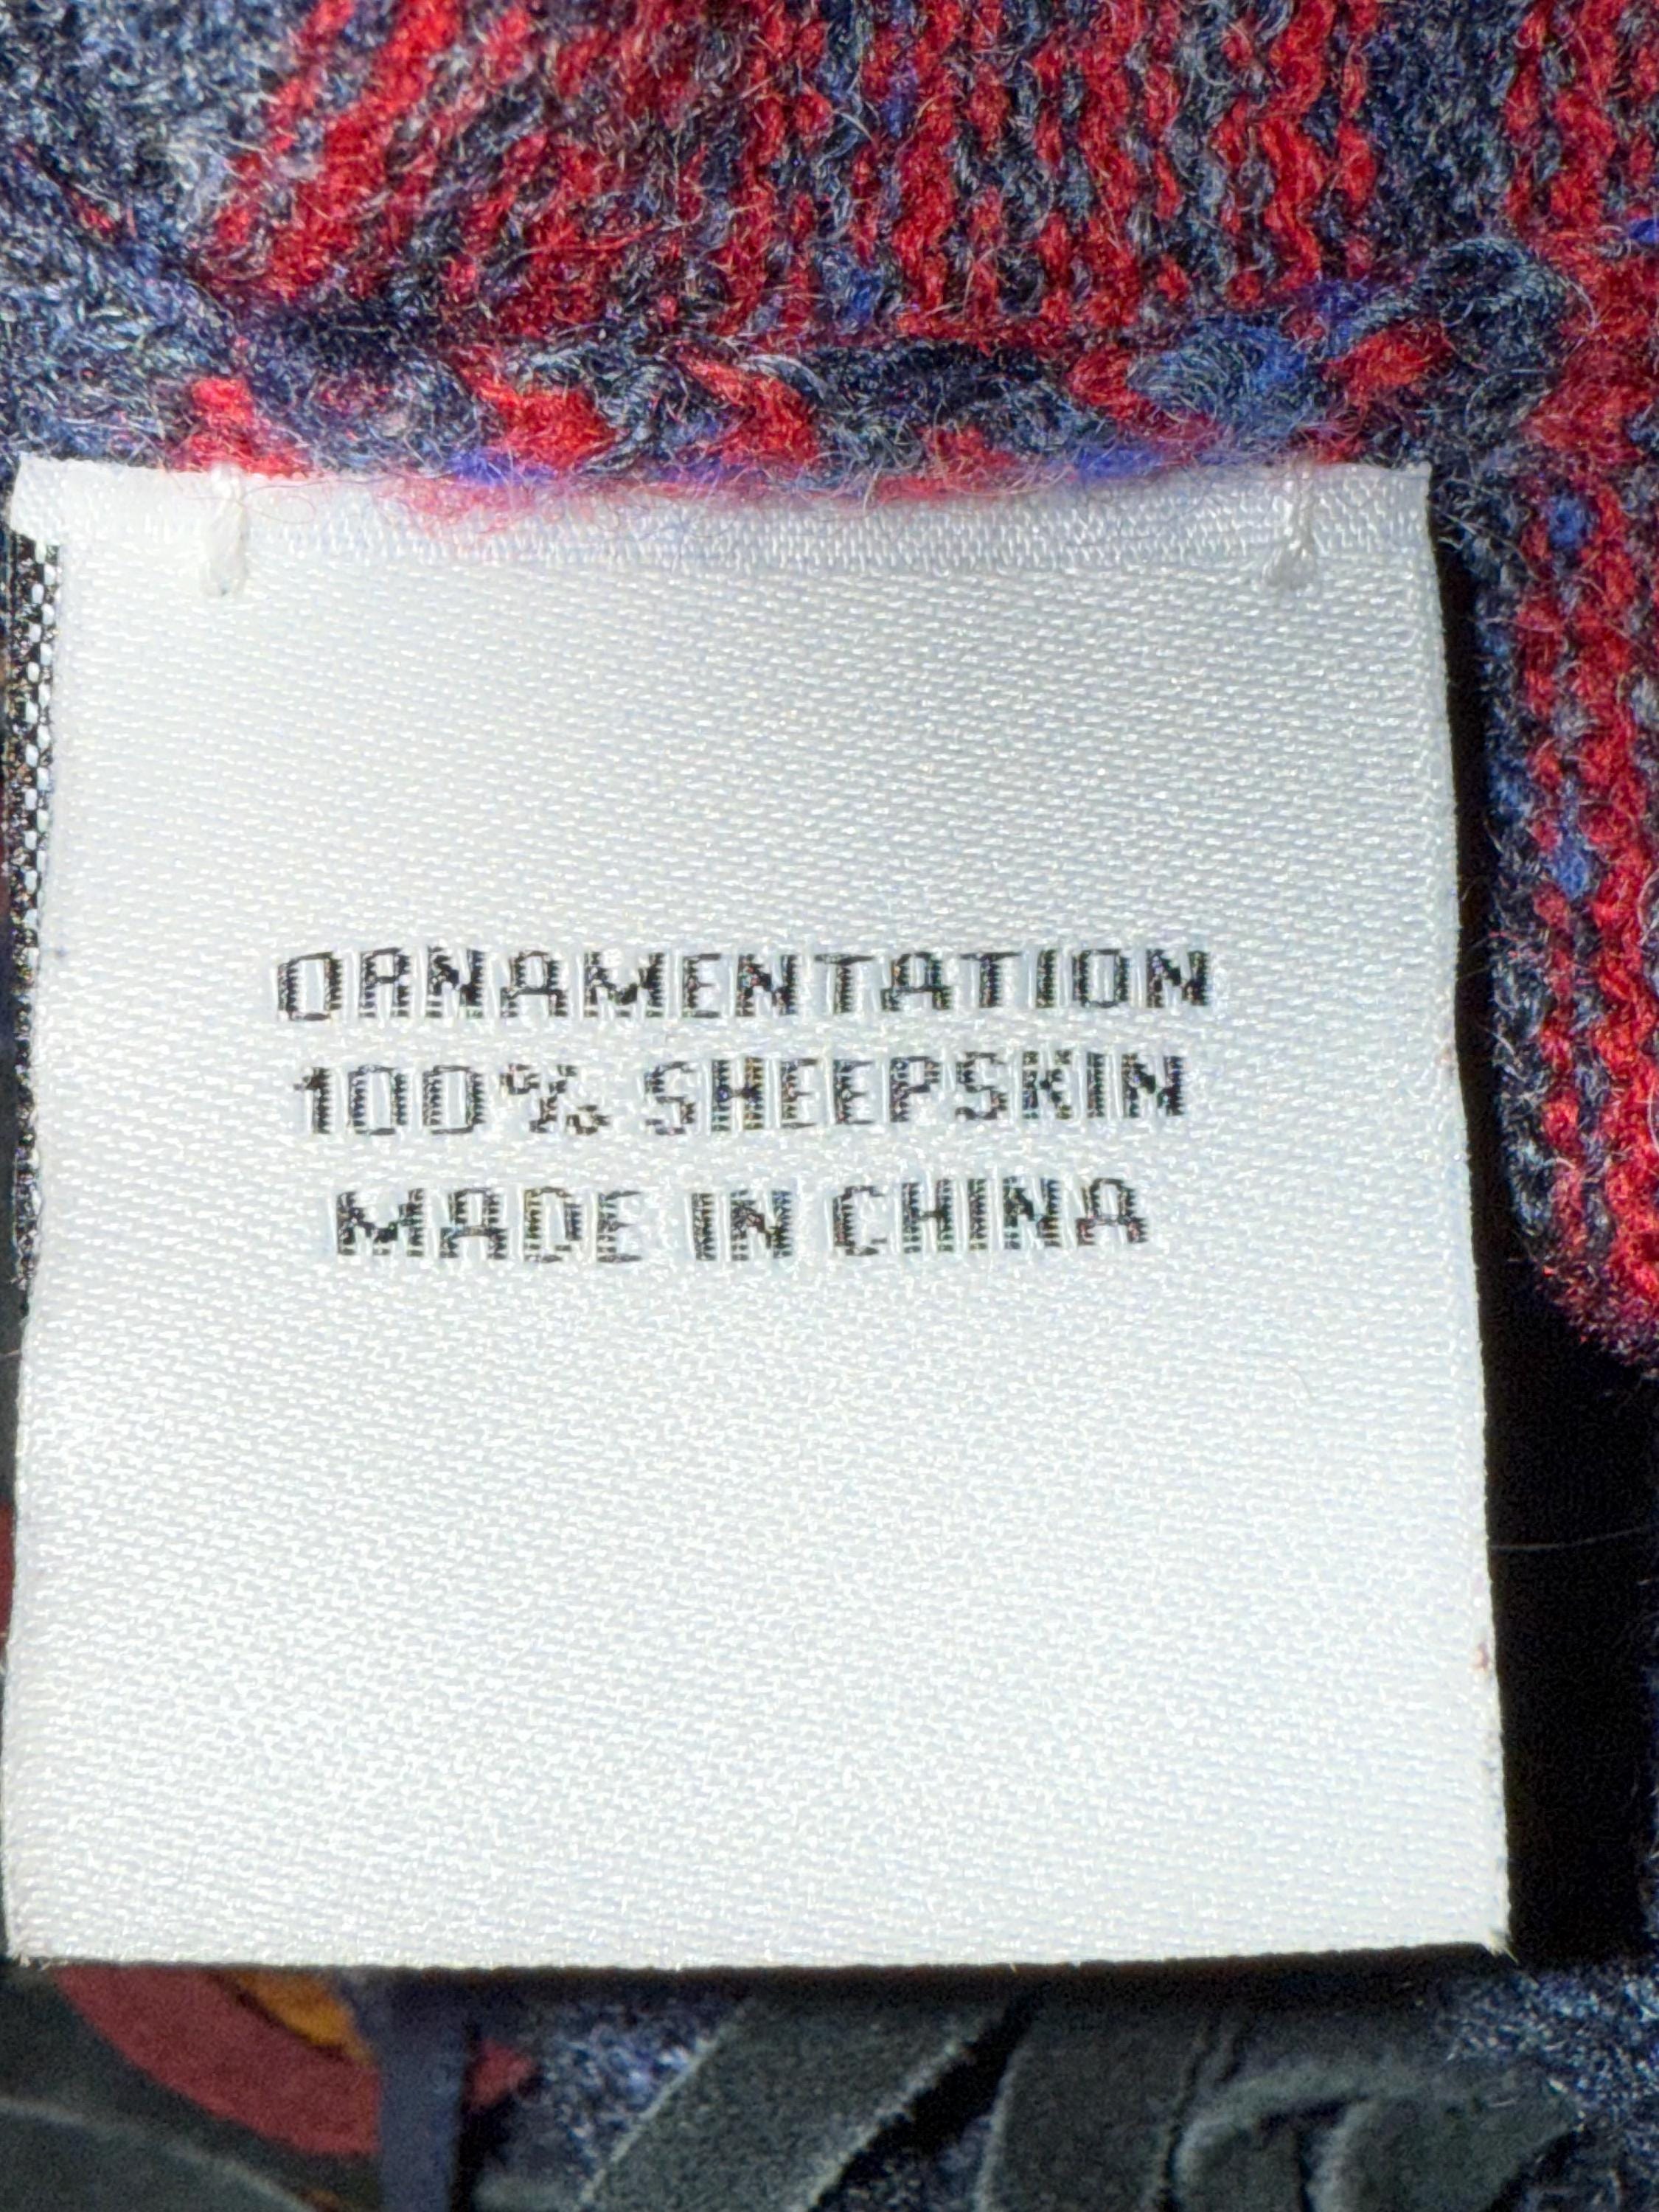 ORNAMENTATION
100% SHEEPSKIN
MADE IN CHINA